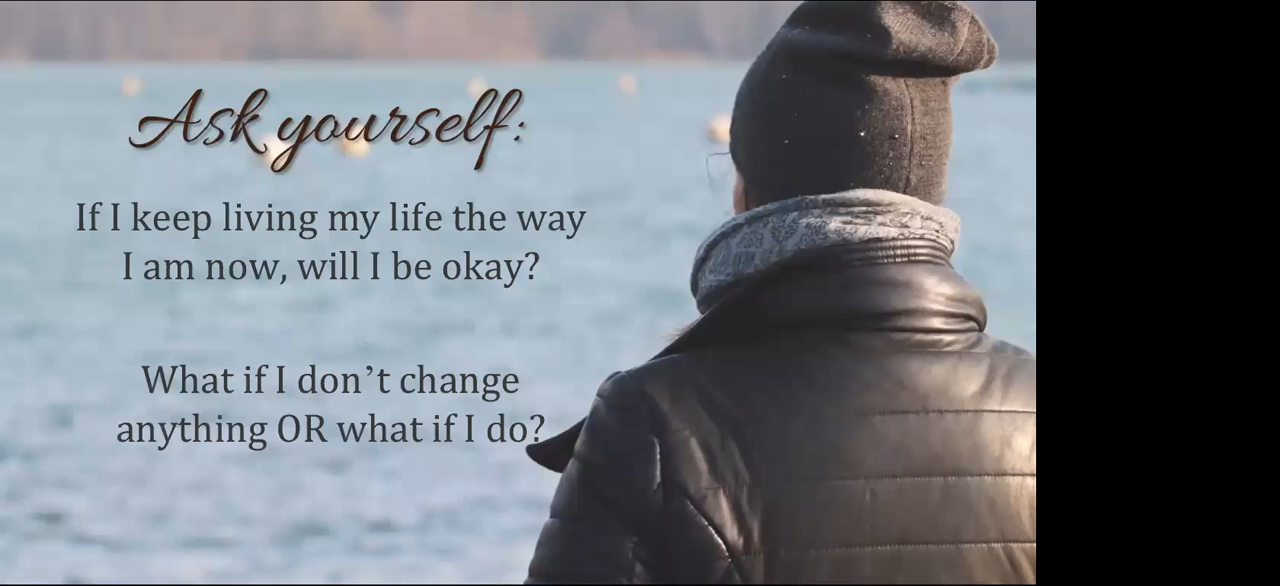 Ask yourself:
If I keep living my life the way
I am now, will I be okay?
What if I don’t change
anything OR what if I do?